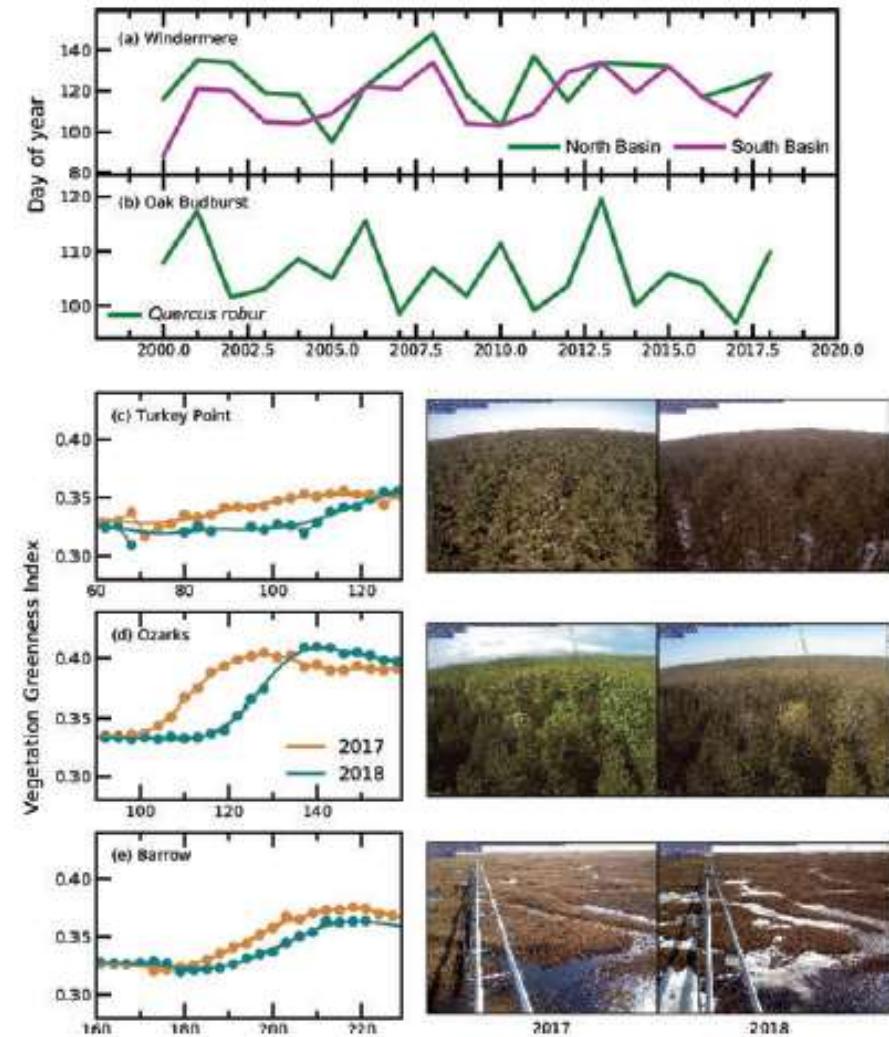 (a) Windermere
140
120
100
80
North Basin
South Basin
Day of year
(b) Oak Budburst
120
110
100
Quercus robur
2000.0 2002.5 2005.0 2007.5 2010.0 2012.5 2015.0 2017.5 2020.0
(c) Turkey Point
0.40
0.35
0.30
60 80 100 120
Vegetation Greenness Index
(d) Ozarks
0.40
0.35
0.30
2017
2018
100 120 140
(e) Barrow
0.40
0.35
0.30
160 180 200 220
2017 2018